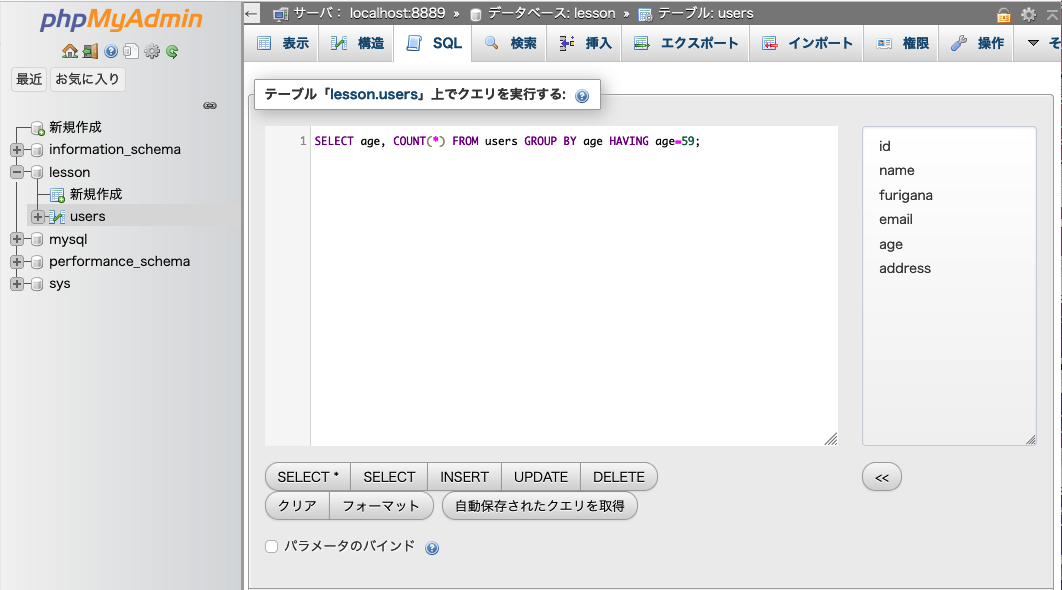 phpMyAdmin
最近 お気に入り
新規作成
information_schema
lesson
新規作成
users
mysql
performance_schema
sys
サーバ: localhost:8889 » データベース: lesson » テーブル: users
表示 構造 SQL 検索 挿入 エクスポート インポート 権限 操作 そ
テーブル「lesson.users」上でクエリを実行する:
1 SELECT age, COUNT(*) FROM users GROUP BY age HAVING age=59;
id
name
furigana
email
age
address
SELECT * SELECT INSERT UPDATE DELETE <<
クリア フォーマット 自動保存されたクエリを取得
パラメータのバインド